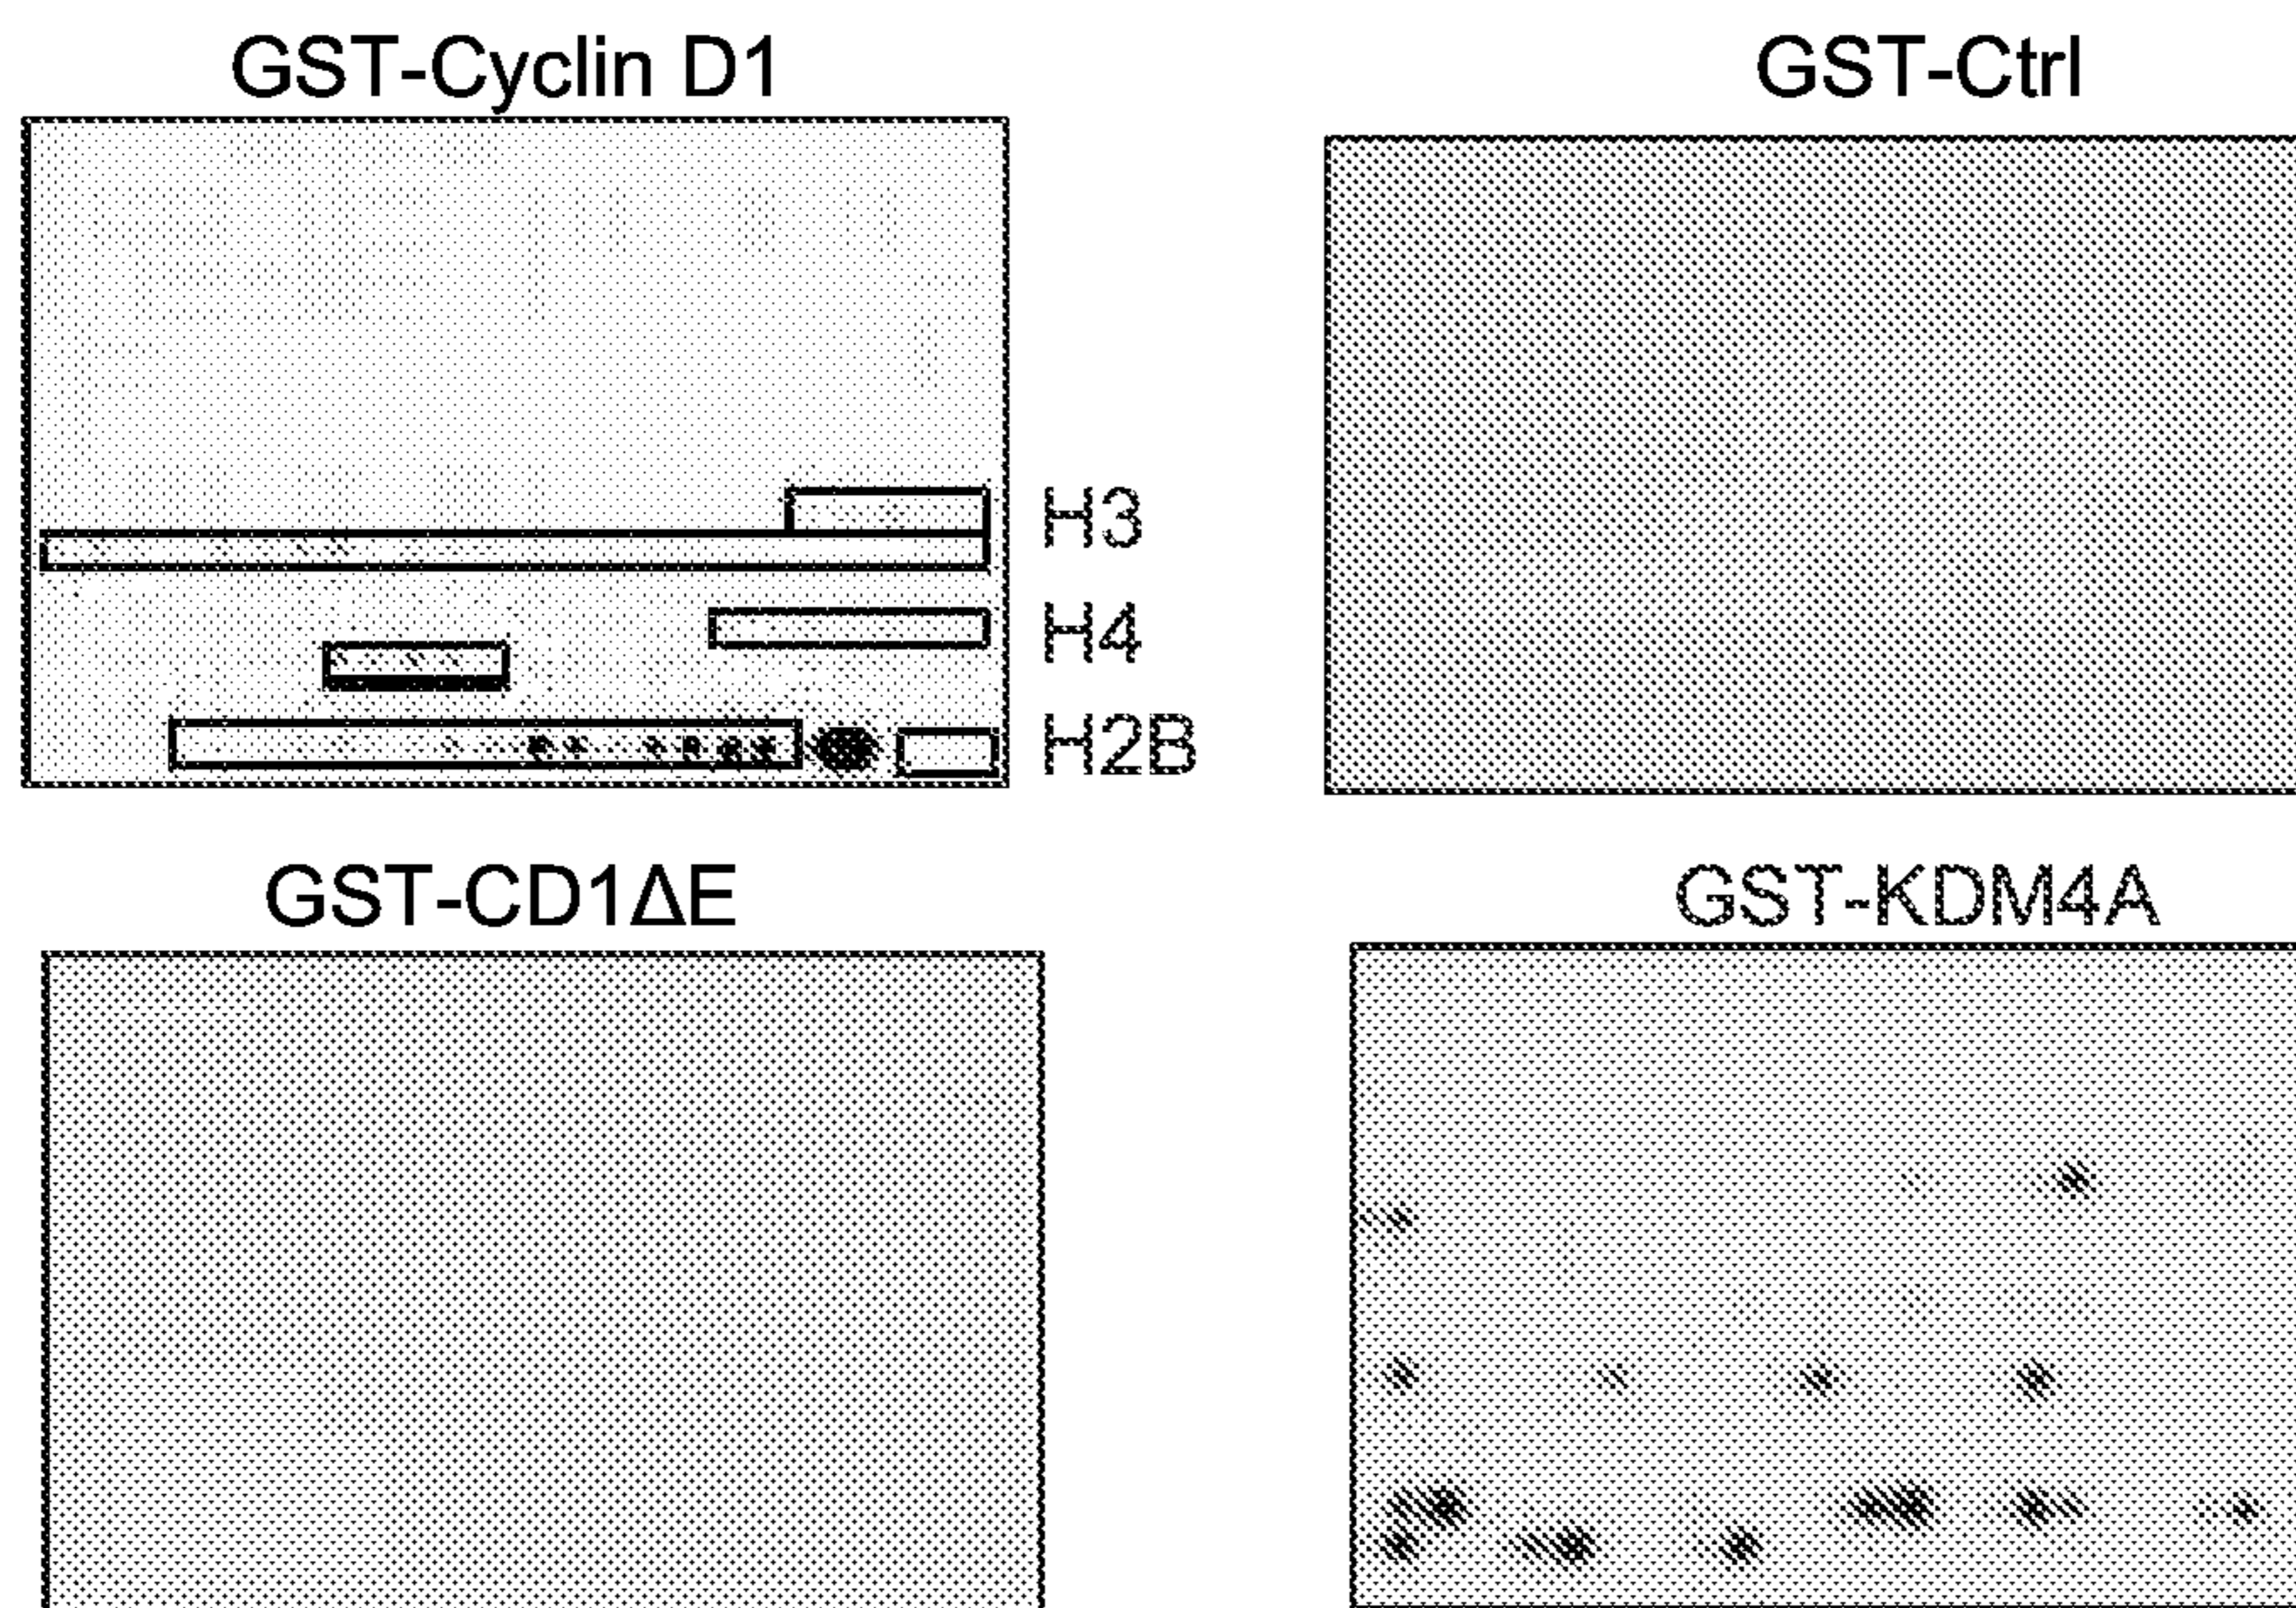 GST-Cyclin D1
GST-Ctrl
H3
H4
H2B
GST-CD1ΔE
GST-KDM4A